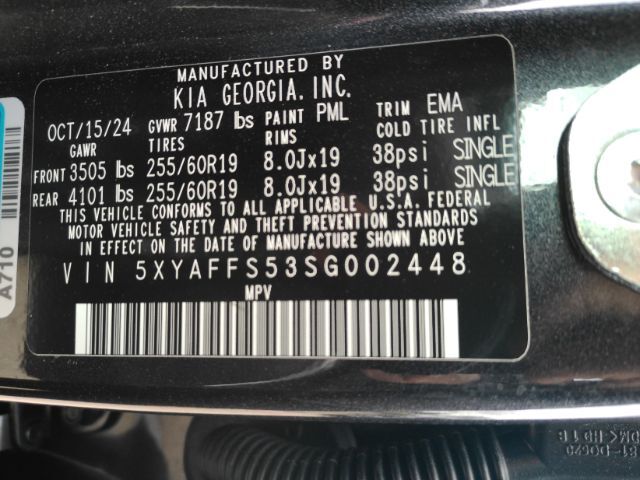 MANUFACTURED BY
KIA GEORGIA, INC.
OCT/15/24 GVWR 7187 lbs PAINT PML TRIM EMA
GAWR TIRES RIMS COLD TIRE INFL
FRONT 3505 lbs 255/60R19 8.0Jx19 38psi SINGLE
REAR 4101 lbs 255/60R19 8.0Jx19 38psi SINGLE
THIS VEHICLE CONFORMS TO ALL APPLICABLE U.S.A. FEDERAL
MOTOR VEHICLE SAFETY AND THEFT PREVENTION STANDARDS
IN EFFECT ON THE DATE OF MANUFACTURE SHOWN ABOVE
VIN 5XYAFFS53SG002448
MPV
A710